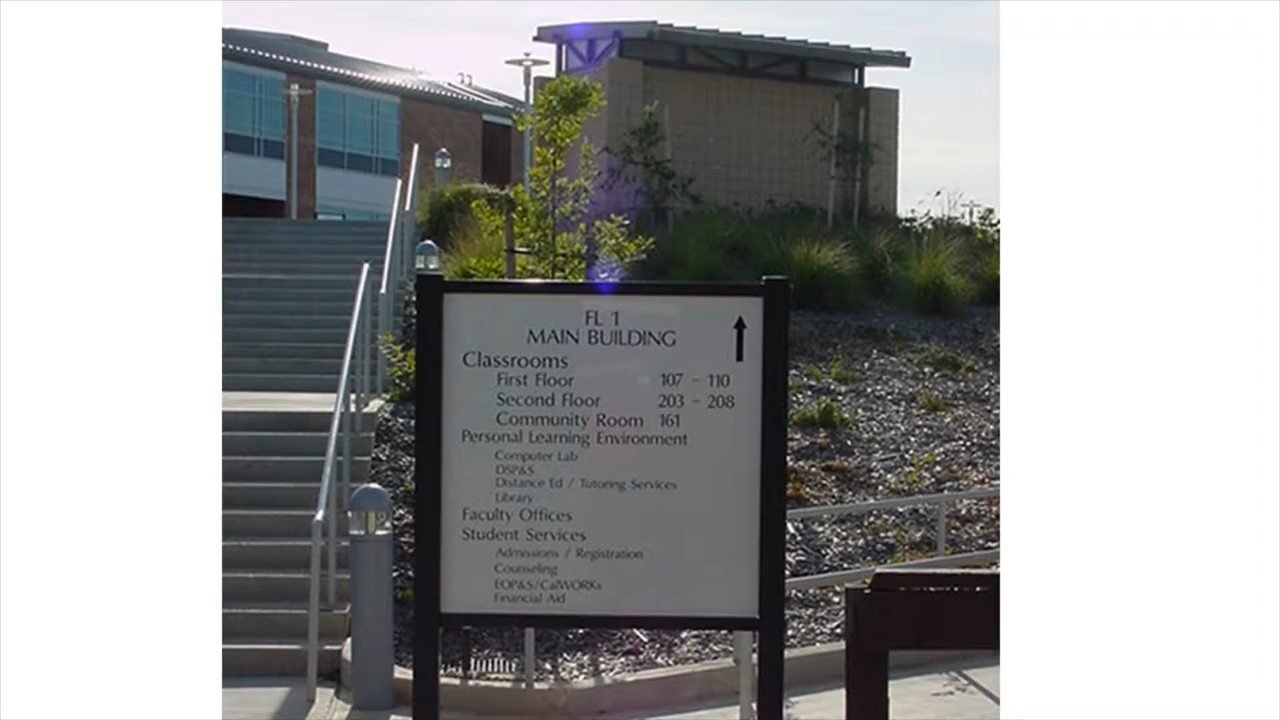 FL 1
MAIN BUILDING
Classrooms
First Floor 107 - 110
Second Floor 203 - 208
Community Room 161
Personal Learning Environment
Computer Lab
DSP&S
Distance Ed / Tutoring Services
Library
Faculty Offices
Student Services
Admissions / Registration
Counseling
EOP&S/CalWORKs
Financial Aid